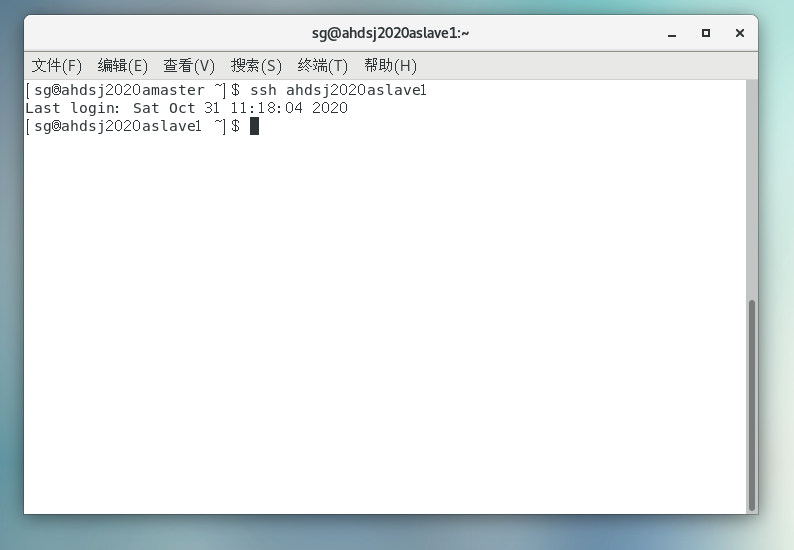 sg@ahdsj2020aslave1:~
文件(F) 编辑(E) 查看(V) 搜索(S) 终端(T) 帮助(H)
[sg@ahdsj2020amaster ~]$ ssh ahdsj2020aslave1
Last login: Sat Oct 31 11:18:04 2020
[sg@ahdsj2020aslave1 ~]$